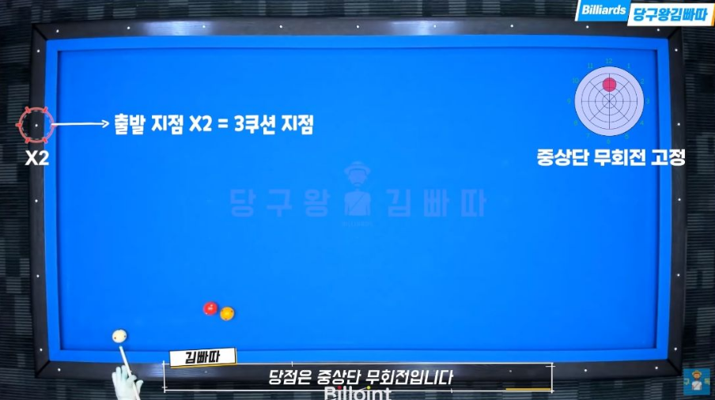 Billiards 당구왕김빠따
출발 지점 X2 = 3쿠션 지점
X2
중상단 무회전 고정
당구왕 김빠따
김빠따
당점은 중상단 무회전입니다
Billoint